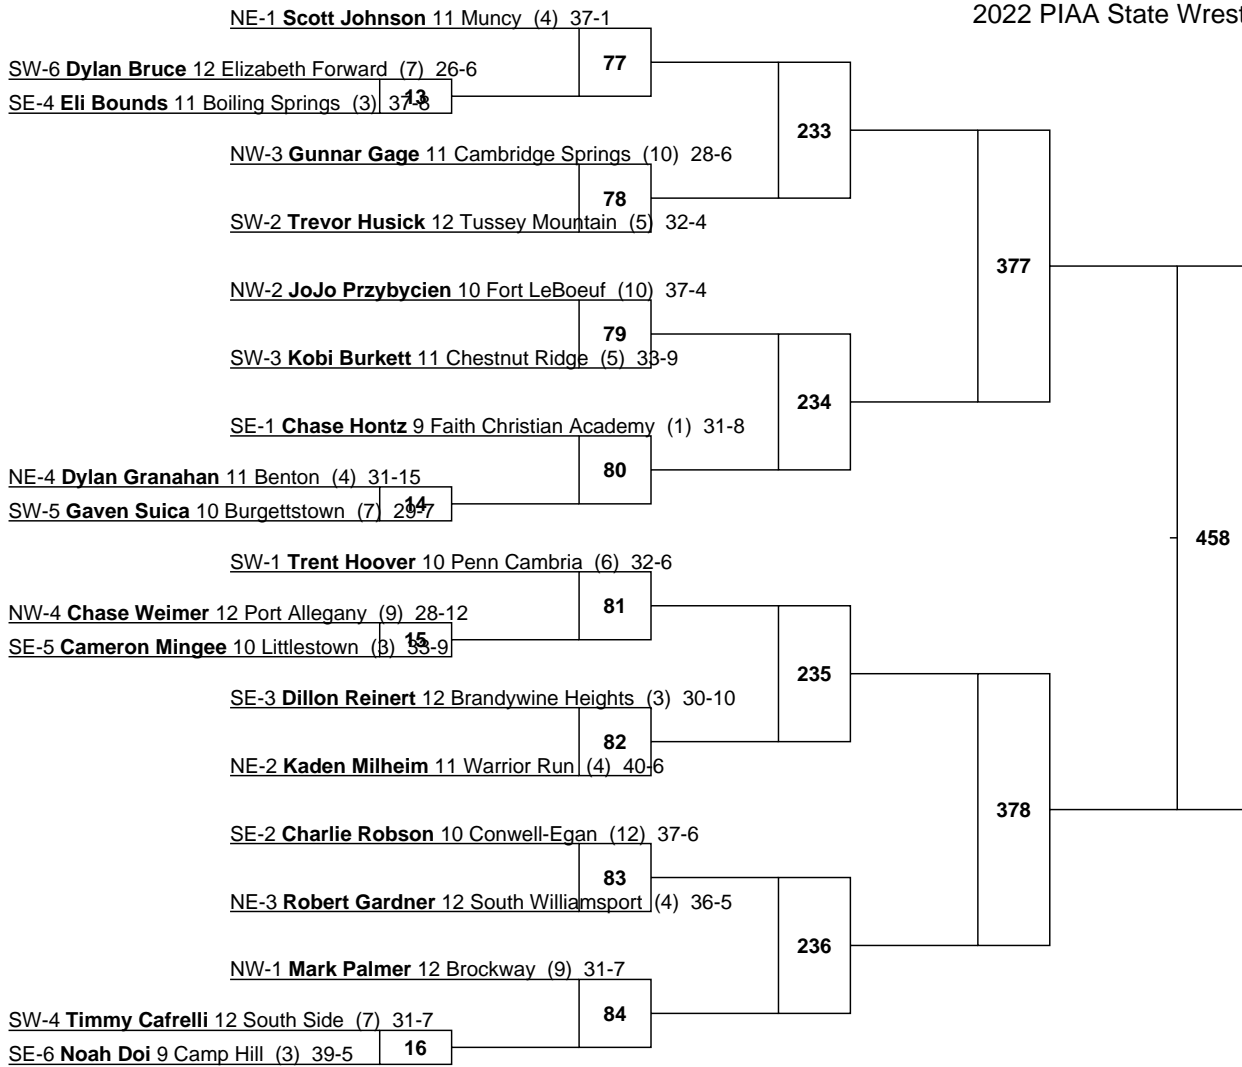 NE-1 Scott Johnson 11 Muncy (4) 37-1
2022 PIAA State Wrest
77
SW-6 Dylan Bruce 12 Elizabeth Forward (7) 26-6
13
SE-4 Eli Bounds 11 Boiling Springs (3) 37-8
233
NW-3 Gunnar Gage 11 Cambridge Springs (10) 28-6
78
SW-2 Trevor Husick 12 Tussey Mountain (5) 32-4
377
NW-2 JoJo Przybycien 10 Fort LeBoeuf (10) 37-4
79
SW-3 Kobi Burkett 11 Chestnut Ridge (5) 33-9
234
SE-1 Chase Hontz 9 Faith Christian Academy (1) 31-8
80
NE-4 Dylan Granahan 11 Benton (4) 31-15
14
SW-5 Gaven Suica 10 Burgettstown (7) 29-7
458
SW-1 Trent Hoover 10 Penn Cambria (6) 32-6
81
NW-4 Chase Weimer 12 Port Allegany (9) 28-12
15
SE-5 Cameron Mingee 10 Littlestown (3) 33-9
235
SE-3 Dillon Reinert 12 Brandywine Heights (3) 30-10
82
NE-2 Kaden Milheim 11 Warrior Run (4) 40-6
378
SE-2 Charlie Robson 10 Conwell-Egan (12) 37-6
83
NE-3 Robert Gardner 12 South Williamsport (4) 36-5
236
NW-1 Mark Palmer 12 Brockway (9) 31-7
84
SW-4 Timmy Cafrelli 12 South Side (7) 31-7
16
SE-6 Noah Doi 9 Camp Hill (3) 39-5